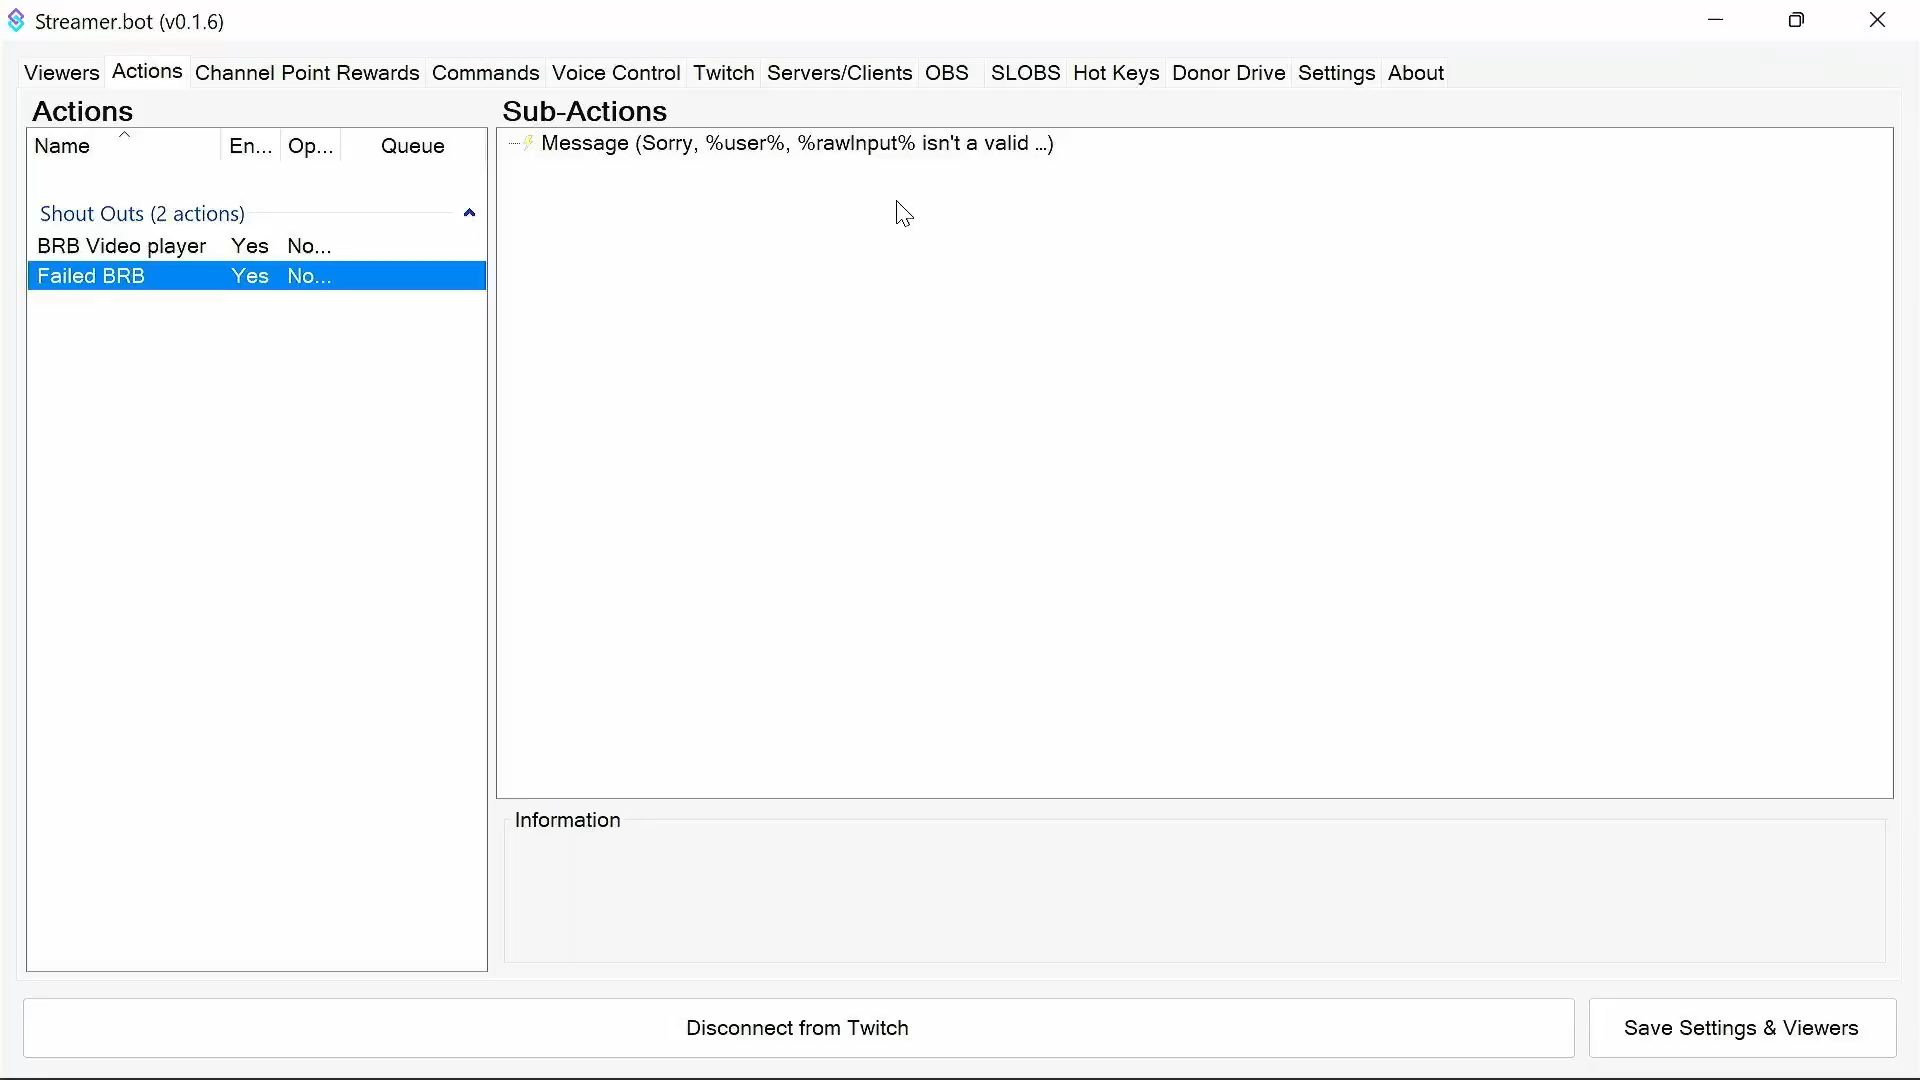 Streamer.bot (v0.1.6)
Viewers Actions Channel Point Rewards Commands Voice Control Twitch Servers/Clients OBS SLOBS Hot Keys Donor Drive Settings About
Actions
Name En... Op... Queue
Shout Outs (2 actions)
BRB Video player Yes No...
Failed BRB Yes No...
Sub-Actions
Message (Sorry, %user%, %rawInput% isn't a valid ...)
Information
Disconnect from Twitch
Save Settings & Viewers